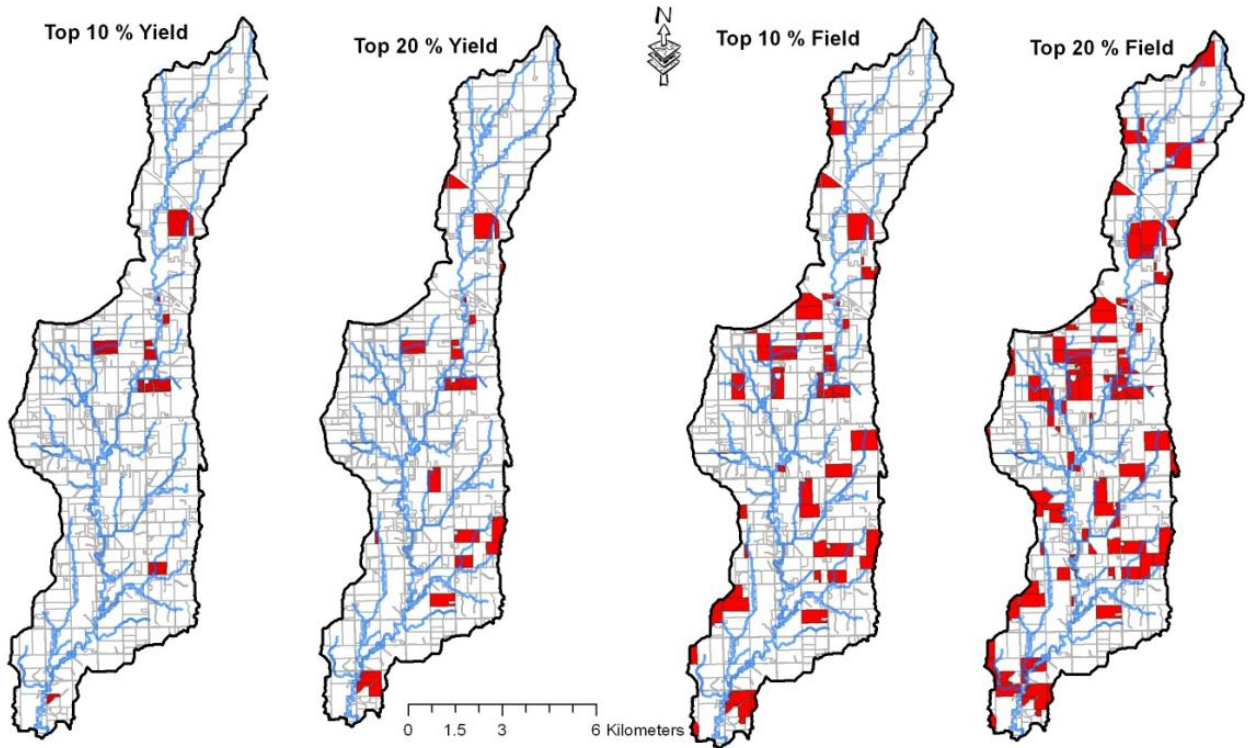 Top 10 % Yield
Top 20 % Yield
N
Top 10 % Field
Top 20 % Field
0 1.5 3 6 Kilometers